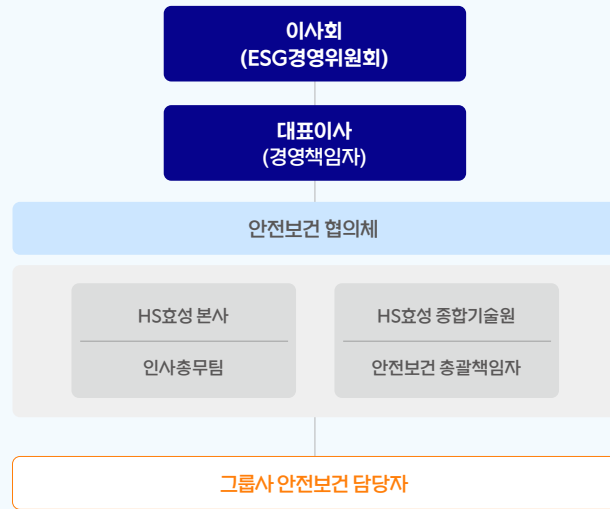 이사회
(ESG경영위원회)
대표이사
(경영책임자)
안전보건 협의체
HS효성 본사
인사총무팀
HS효성 종합기술원
안전보건 총괄책임자
그룹사 안전보건 담당자